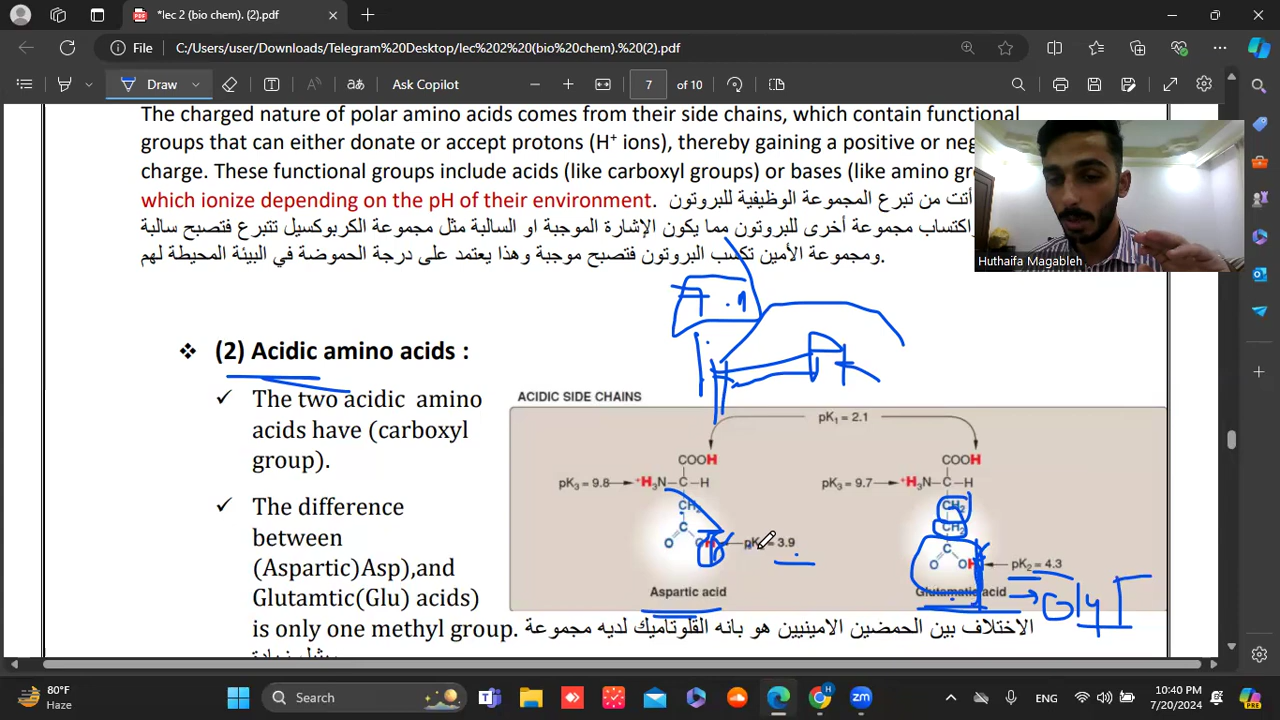 *lec 2 (bio chem). (2).pdf
File
C:/Users/user/Downloads/Telegram%20Desktop/lec%202%20(bio%20chem).%20(2).pdf
Draw
Ask Copilot
7 of 10
The charged nature of polar amino acids comes from their side chains, which contain functional
groups that can either donate or accept protons (H⁺ ions), thereby gaining a positive or neg
charge. These functional groups include acids (like carboxyl groups) or bases (like amino gr
which ionize depending on the pH of their environment. أتت من تبرع المجموعة الوظيفية للبروتون
واكتساب مجموعة أخرى للبروتون مما يكون الإشارة الموجبة او السالبة مثل مجموعة الكربوكسيل تتبرع فتصبح سالبة
ومجموعة الأمين تكسب البروتون فتصبح موجبة وهذا يعتمد على درجة الحموضة في البيئة المحيطة لهم.
Huthaifa Magableh
❖ (2) Acidic amino acids :
✓ The two acidic amino
acids have (carboxyl
group).
✓ The difference
between
(Aspartic)Asp),and
Glutamtic(Glu) acids)
is only one methyl group. الاختلاف بين الحمضين الامينيين هو بانه القلوتاميك لديه مجموعة
ACIDIC SIDE CHAINS
pK₁ = 2.1
COOH
COOH
pK₃ = 9.8
⁺H₃N–C–H
pK₃ = 9.7
⁺H₃N–C–H
CH₂
CH₂
C
CH₂
O
OH
pK = 3.9
C
O
OH
pK₂ = 4.3
Aspartic acid
Glutamatic acid
80°F
Haze
Search
ENG
10:40 PM
7/20/2024